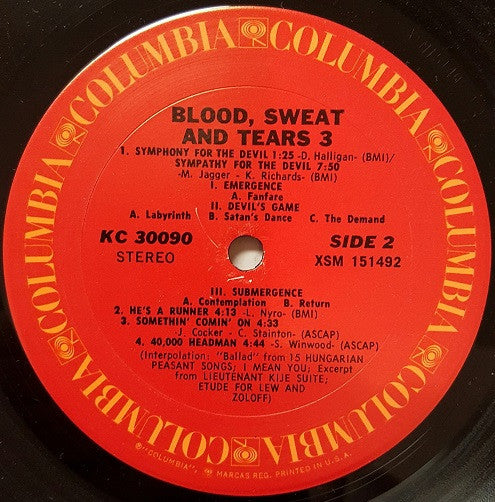 COLUMBIA COLUMBIA COLUMBIA COLUMBIA COLUMBIA COLUMBIA
BLOOD, SWEAT
AND TEARS 3
1. SYMPHONY FOR THE DEVIL 1:25 -D. Halligan- (BMI)/
SYMPATHY FOR THE DEVIL 7:50
-M. Jagger - K. Richards- (BMI)
I. EMERGENCE
A. Fanfare
II. DEVIL'S GAME
A. Labyrinth B. Satan's Dance C. The Demand
KC 30090 SIDE 2
STEREO XSM 151492
III. SUBMERGENCE
A. Contemplation B. Return
2. HE'S A RUNNER 4:13 -L. Nyro- (BMI)
3. SOMETHIN' COMIN' ON 4:33
J. Cocker - C. Stainton- (ASCAP)
4. 40,000 HEADMAN 4:44 -S. Winwood- (ASCAP)
(Interpolation: "Ballad" from 15 HUNGARIAN
PEASANT SONGS; I MEAN YOU; Excerpt
from LIEUTENANT KIJE SUITE;
ETUDE FOR LEW AND
ZOLOFF)
℗ "COLUMBIA", MARCAS REG. PRINTED IN U.S.A.